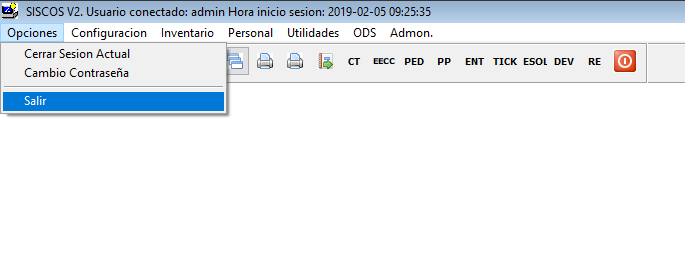 SISCOS V2. Usuario conectado: admin Hora inicio sesion: 2019-02-05 09:25:35
Opciones Configuracion Inventario Personal Utilidades ODS Admon.
Cerrar Sesion Actual
CT EECC PED PP ENT TICK ESOL DEV RE
Cambio Contraseña
Salir